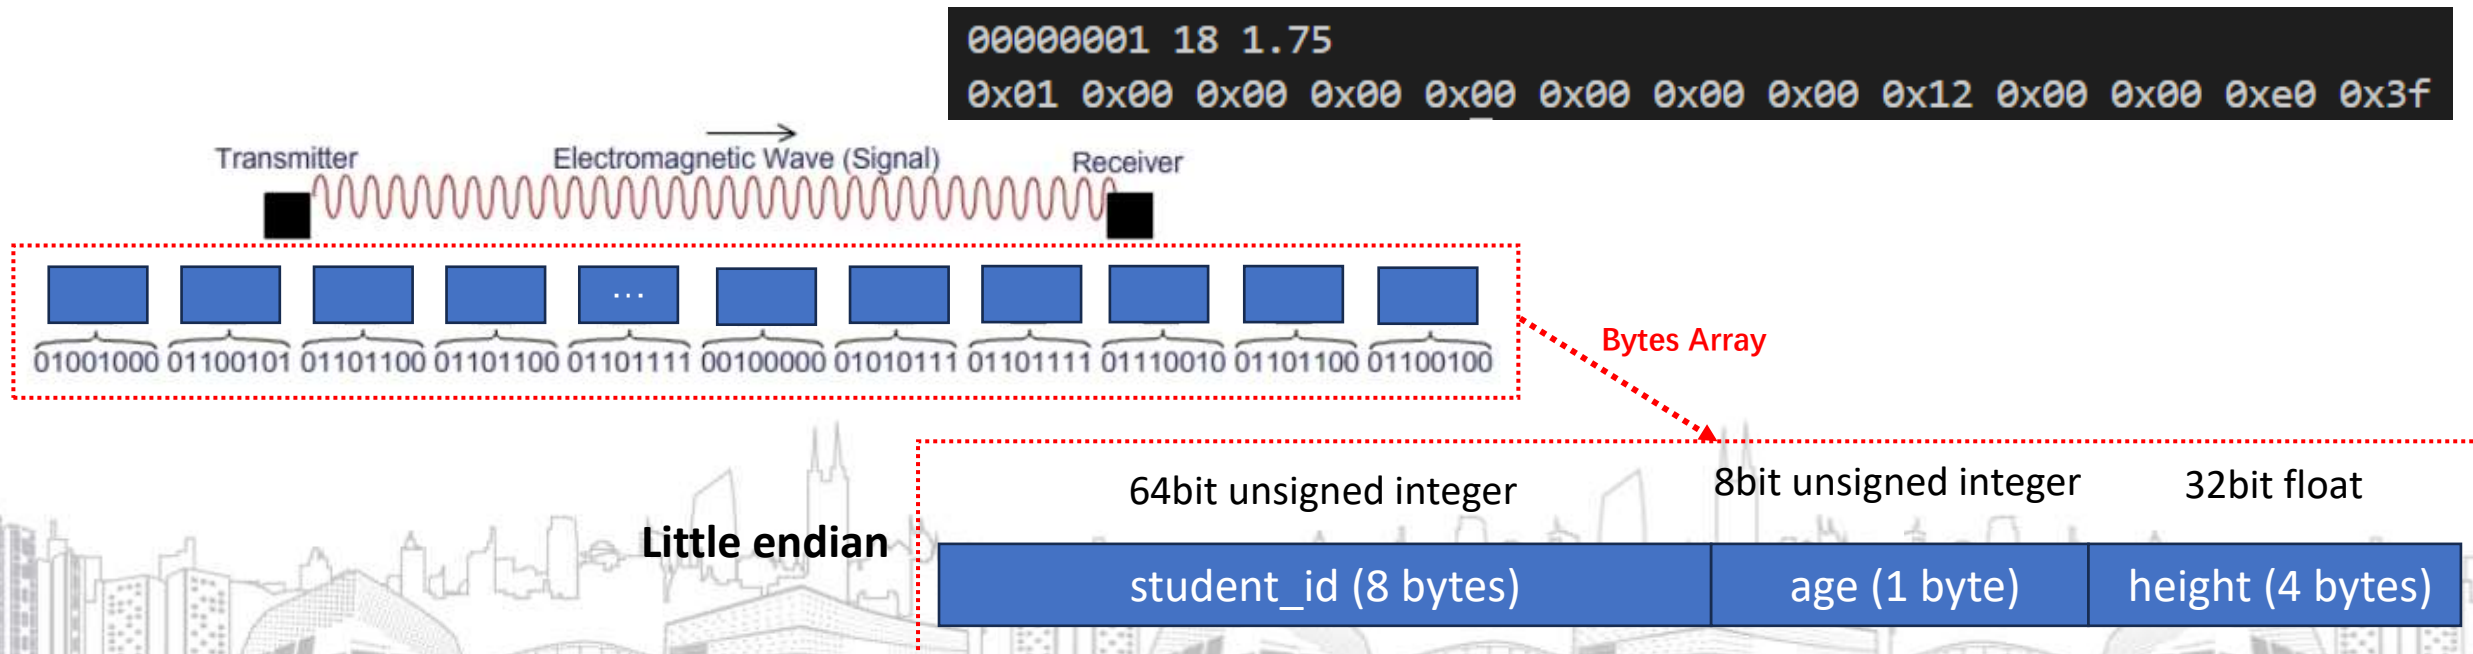 00000001 18 1.75
0x01 0x00 0x00 0x00 0x00 0x00 0x00 0x00 0x12 0x00 0x00 0xe0 0x3f
Transmitter
Electromagnetic Wave (Signal)
Receiver
...
01001000 01100101 01101100 01101100 01101111 00100000 01010111 01101111 01110010 01101100 01100100
Bytes Array
64bit unsigned integer
8bit unsigned integer
32bit float
Little endian
student_id (8 bytes)
age (1 byte)
height (4 bytes)